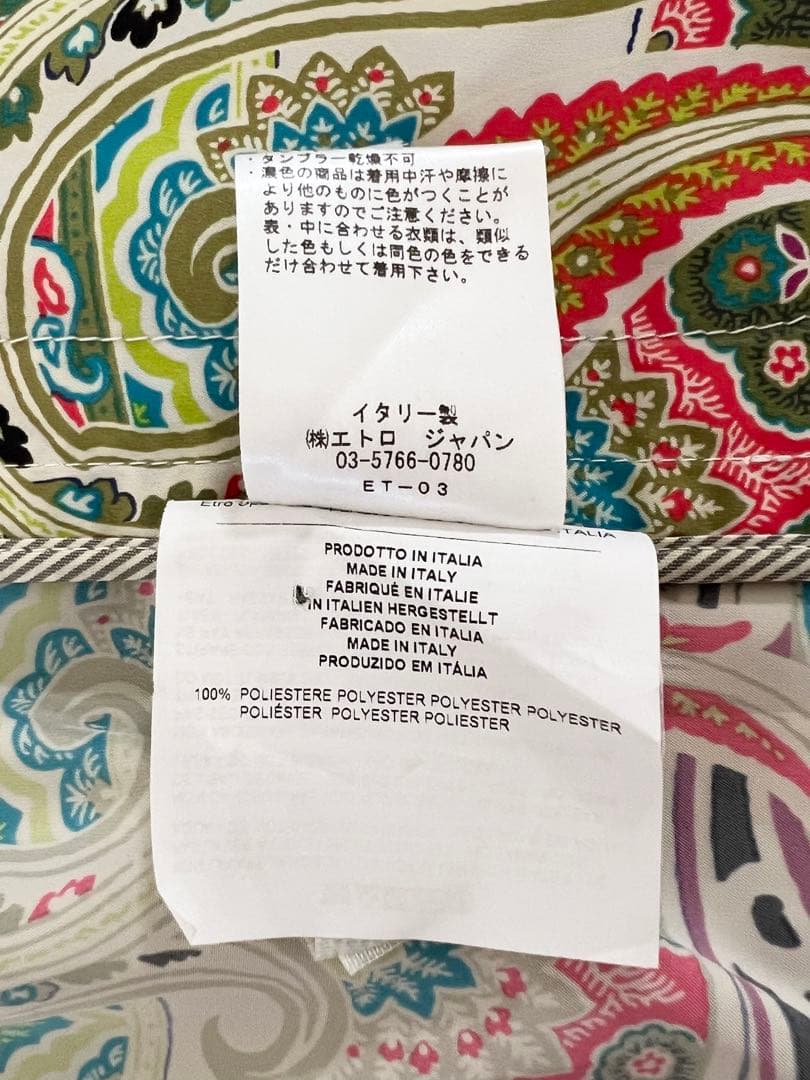 ・タンブラー乾燥不可
・濃色の商品は着用中汗や摩擦に
より他のものに色がつくことが
ありますのでご注意ください。
表・中に合わせる衣類は、類似
した色もしくは同色の色をできる
だけ合わせて着用下さい。
イタリー製
㈱エトロ　ジャパン
03-5766-0780
ET-03
ITALIA
PRODOTTO IN ITALIA
MADE IN ITALY
FABRIQUÉ EN ITALIE
IN ITALIEN HERGESTELLT
FABRICADO EN ITALIA
MADE IN ITALY
PRODUZIDO EM ITÁLIA
100% POLIESTERE POLYESTER POLYESTER POLYESTER
POLIÉSTER POLYESTER POLIESTER